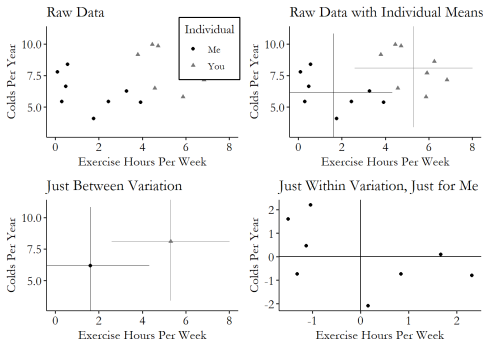 Raw Data
Colds Per Year
10.0
7.5
5.0
0
2
4
6
8
Exercise Hours Per Week
Individual
Me
You
Raw Data with Individual Means
Colds Per Year
10.0
7.5
5.0
0
2
4
6
8
Exercise Hours Per Week
Just Between Variation
Colds Per Year
10.0
7.5
5.0
0
2
4
6
8
Exercise Hours Per Week
Just Within Variation, Just for Me
Colds Per Year
2
1
0
-1
-2
-1
0
1
2
Exercise Hours Per Week